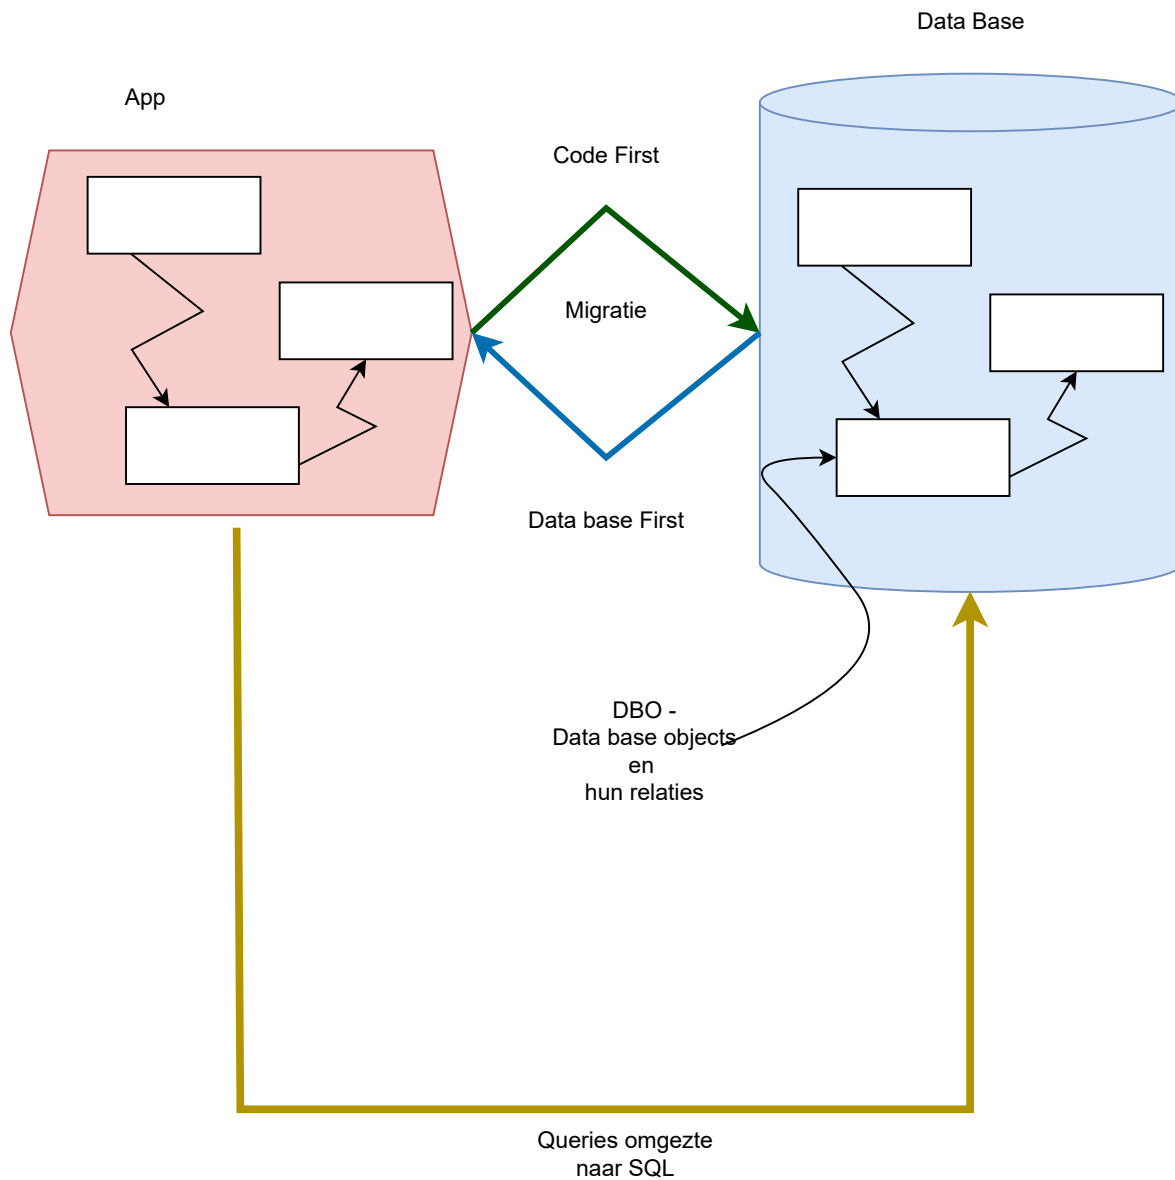 Data Base
App
Code First
Migratie
Data base First
DBO -
Data base objects
en
hun relaties
Queries omgezte
naar SQL